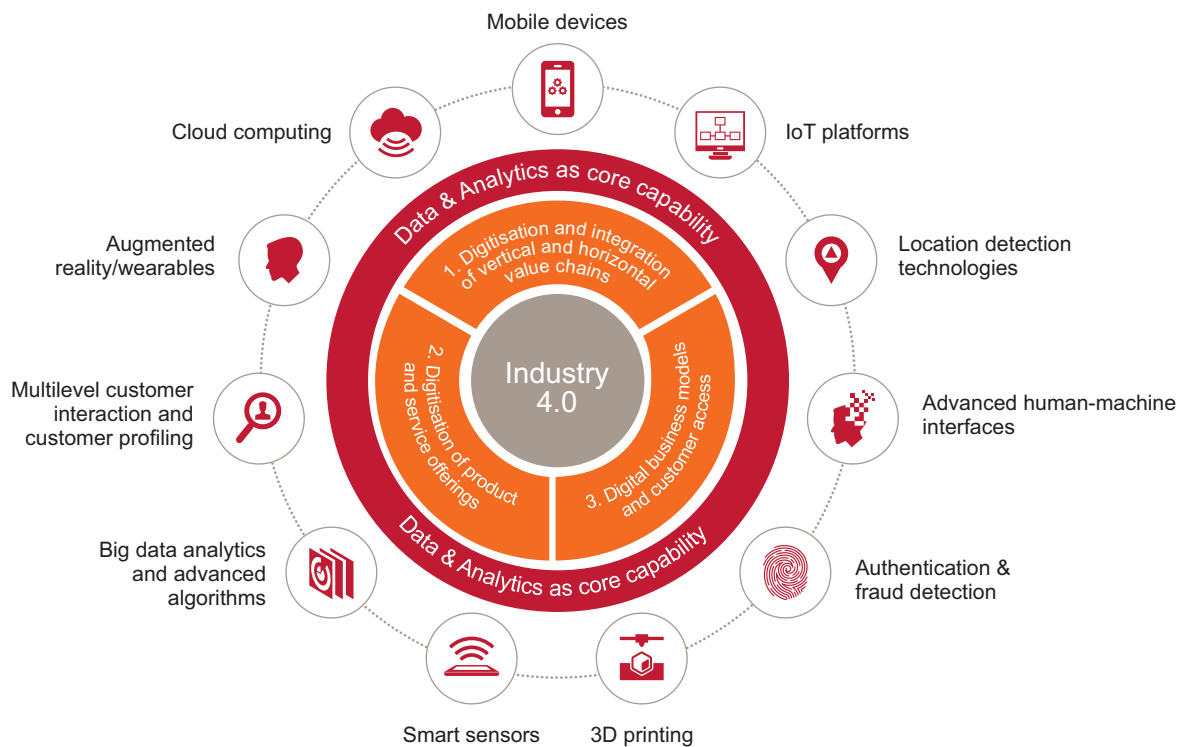 Mobile devices
Cloud computing
IoT platforms
Data & Analytics as core capability
1. Digitisation and integration
of vertical and horizontal
value chains
Augmented
reality/wearables
Location detection
technologies
Industry
4.0
2. Digitisation of product
and service offerings
3. Digital business models
and customer access
Multilevel customer
interaction and
customer profiling
Advanced human-machine
interfaces
Data & Analytics as core capability
Big data analytics
and advanced
algorithms
Authentication &
fraud detection
Smart sensors
3D printing